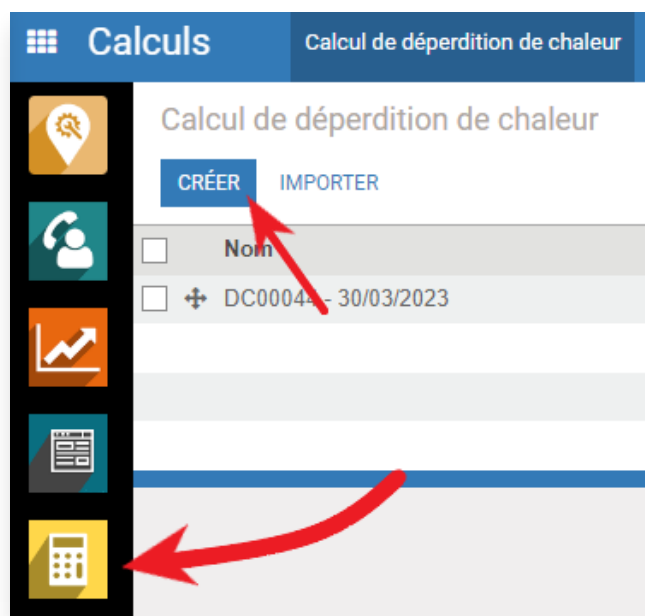 Calculs
Calcul de déperdition de chaleur
Calcul de déperdition de chaleur
CRÉER
IMPORTER
Nom
DC00044 - 30/03/2023